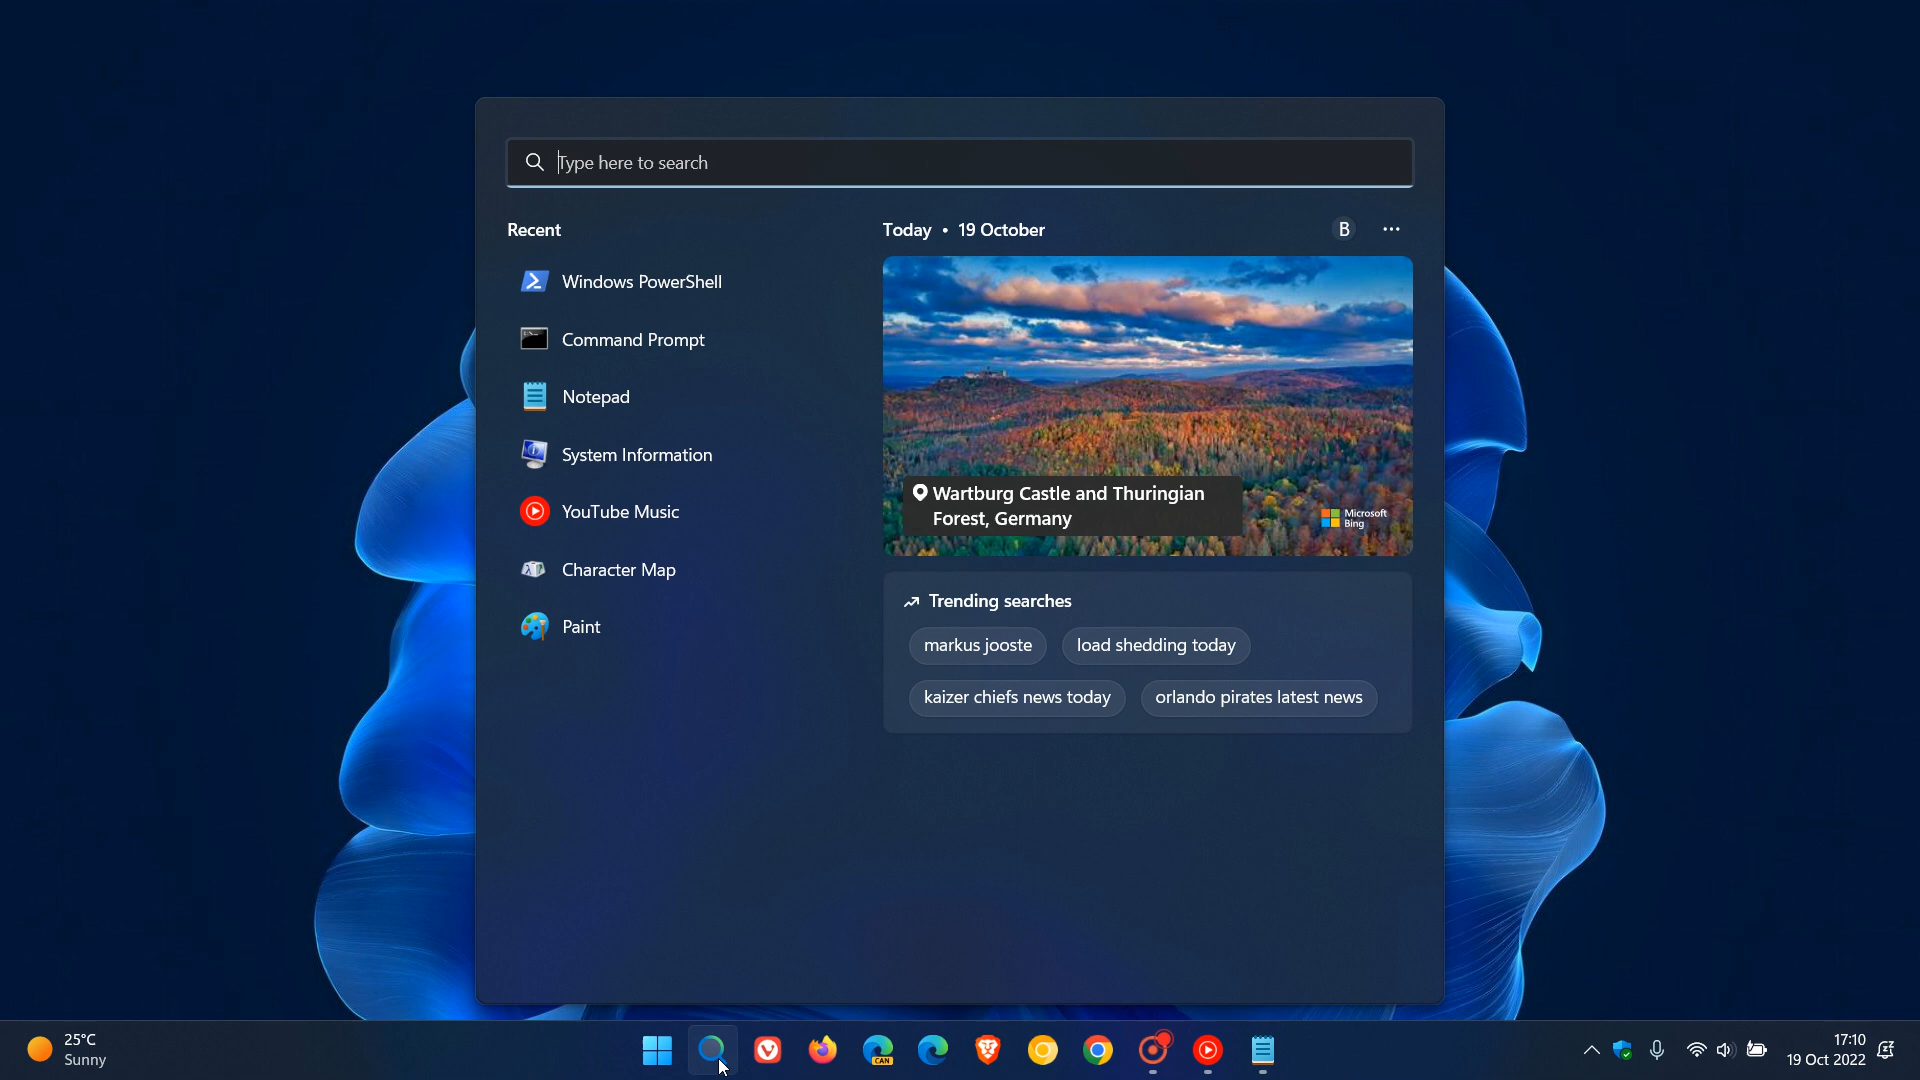 Type here to search
Recent
Windows PowerShell
Command Prompt
Notepad
System Information
YouTube Music
Character Map
Paint
Today • 19 October
B
Wartburg Castle and Thuringian
Forest, Germany
Microsoft
Bing
Trending searches
markus jooste
load shedding today
kaizer chiefs news today
orlando pirates latest news
25°C
Sunny
CAN
17:10
19 Oct 2022